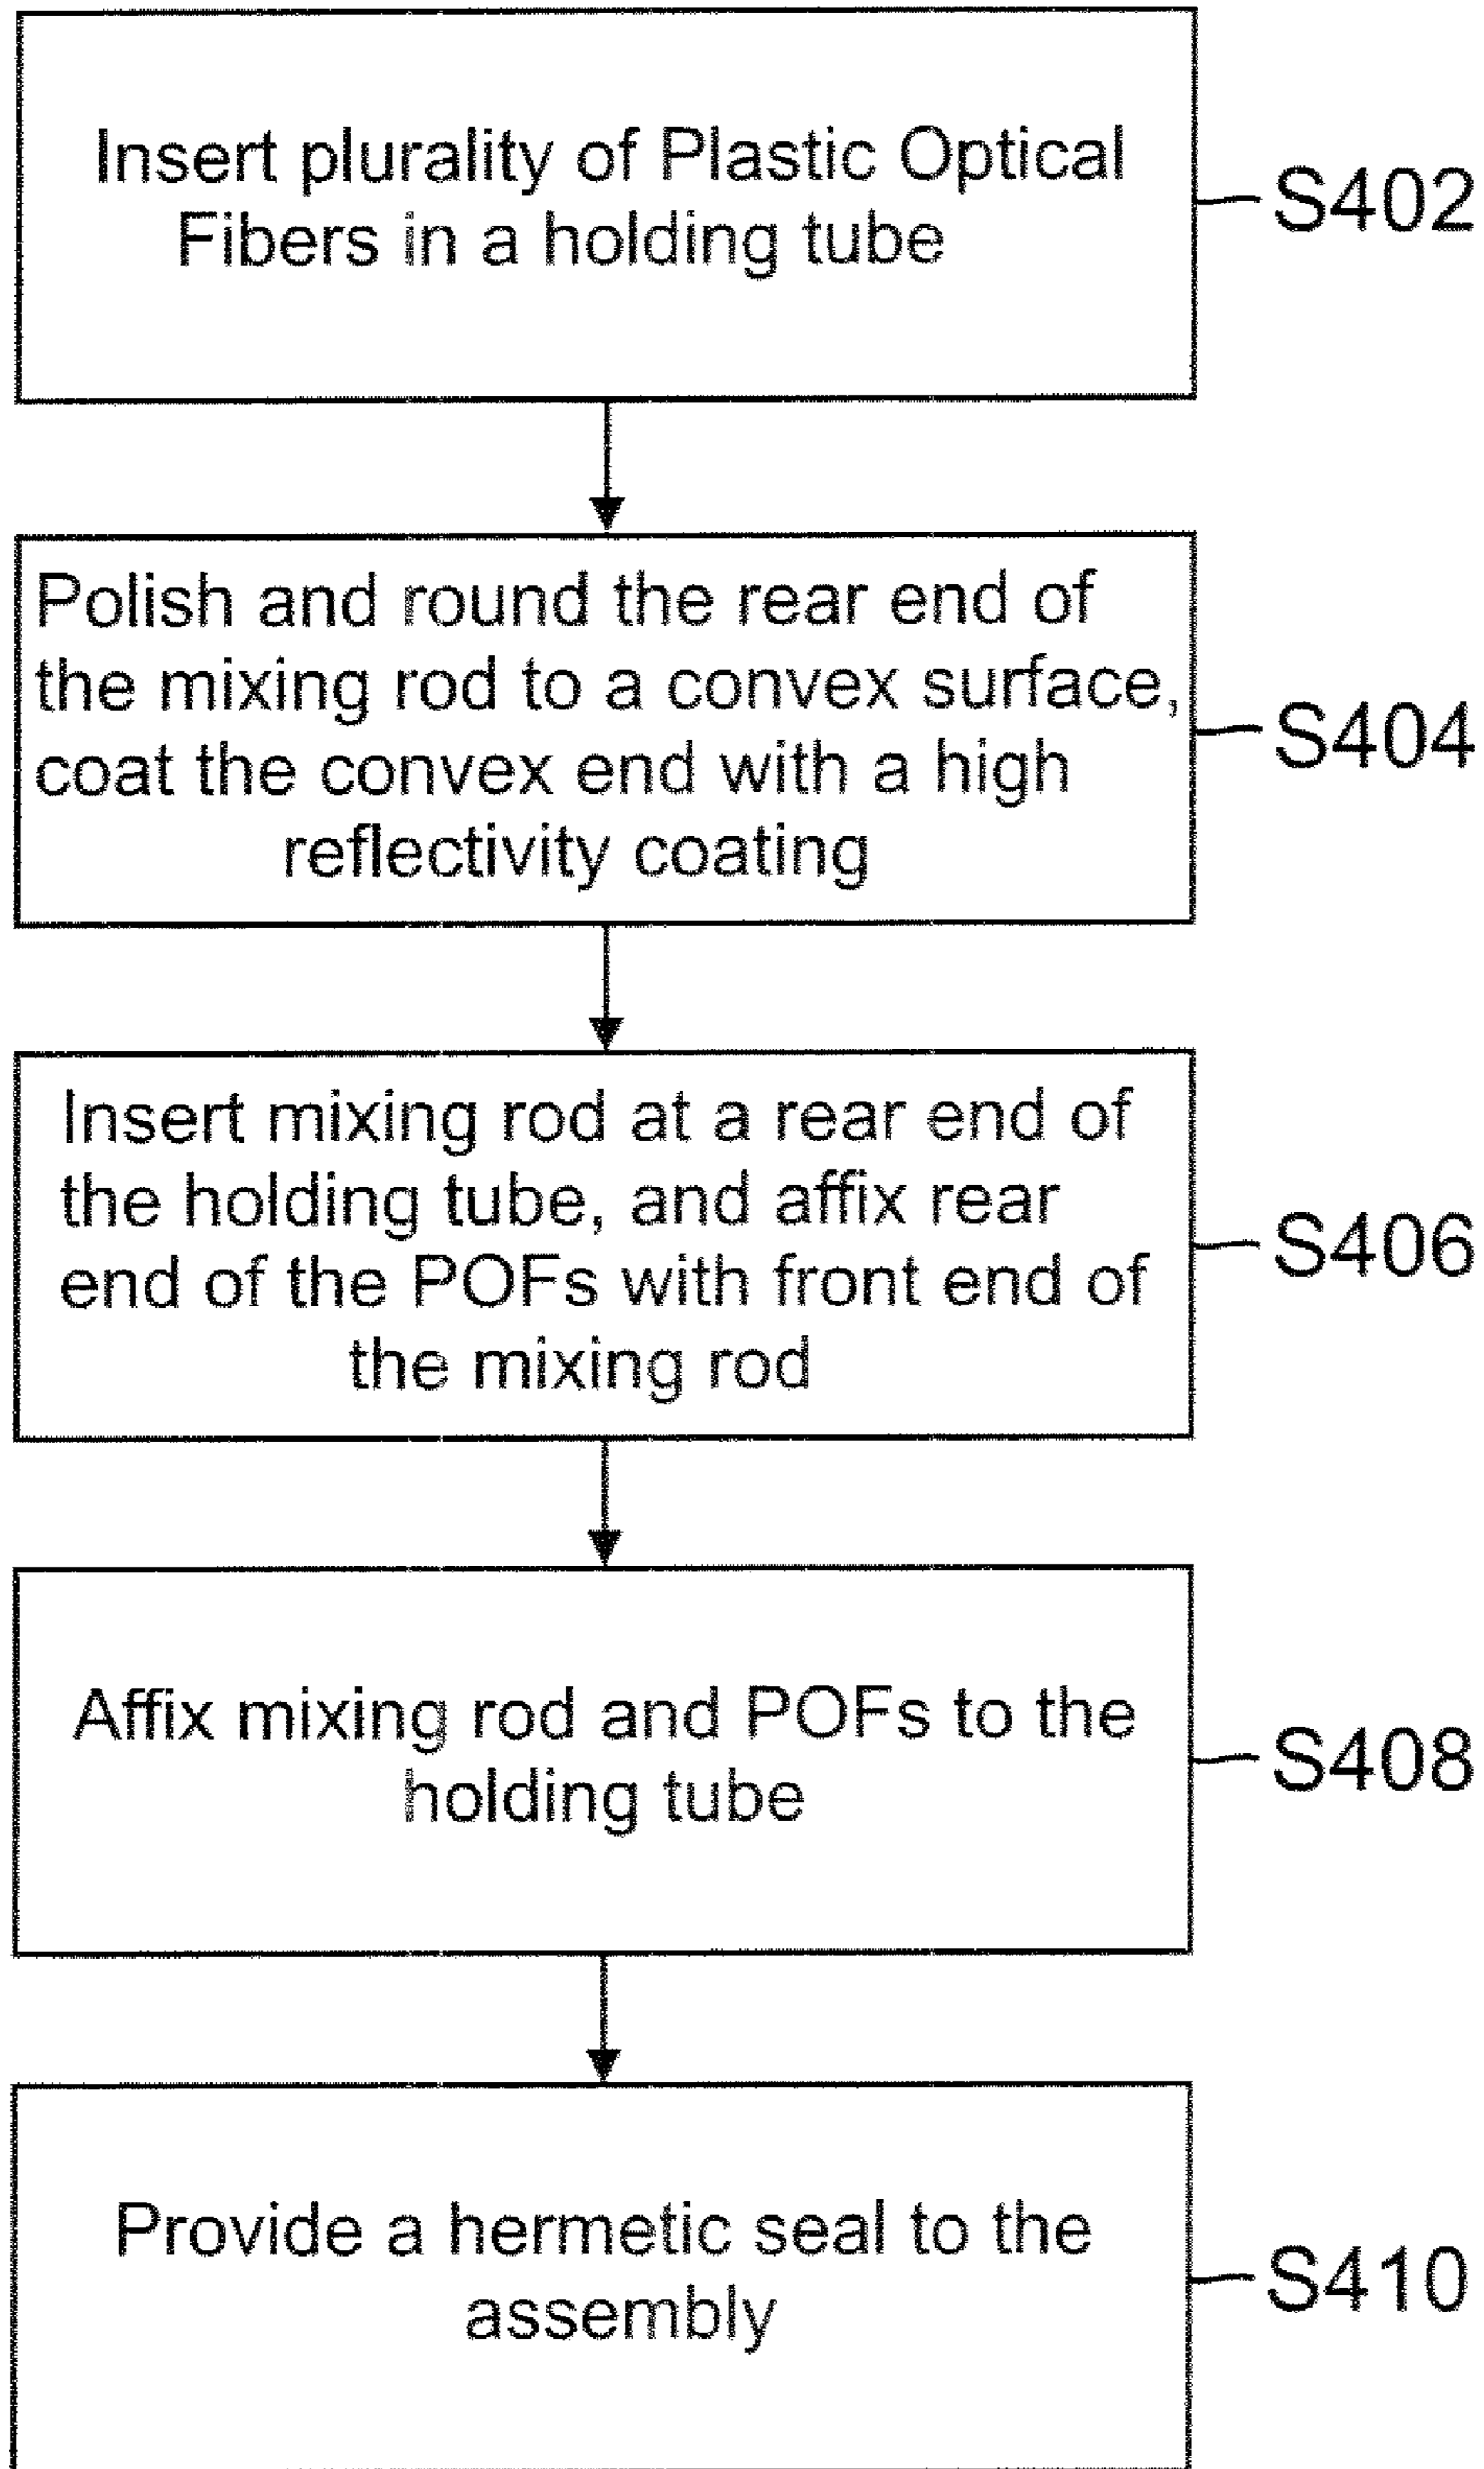 Insert plurality of Plastic Optical
Fibers in a holding tube
S402
Polish and round the rear end of
the mixing rod to a convex surface,
coat the convex end with a high
reflectivity coating
S404
Insert mixing rod at a rear end of
the holding tube, and affix rear
end of the POFs with front end of
the mixing rod
S406
Affix mixing rod and POFs to the
holding tube
S408
Provide a hermetic seal to the
assembly
S410